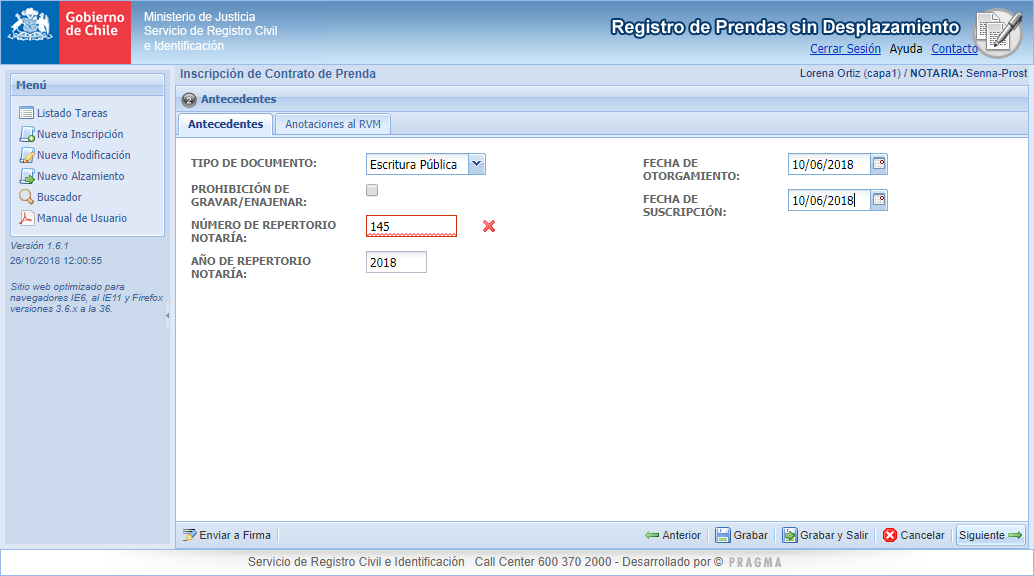 Gobierno
de Chile
Ministerio de Justicia
Servicio de Registro Civil
e Identificación
Registro de Prendas sin Desplazamiento
Cerrar Sesión Ayuda Contacto
Menú
Listado Tareas
Nueva Inscripción
Nueva Modificación
Nuevo Alzamiento
Buscador
Manual de Usuario
Versión 1.6.1
26/10/2018 12:00:55
Sitio web optimizado para
navegadores IE6, al IE11 y Firefox
versiones 3.6.x a la 36.
Inscripción de Contrato de Prenda
Lorena Ortiz (capa1) / NOTARIA: Senna-Prost
2 Antecedentes
Antecedentes Anotaciones al RVM
TIPO DE DOCUMENTO: Escritura Pública
PROHIBICIÓN DE
GRAVAR/ENAJENAR:
NÚMERO DE REPERTORIO
NOTARÍA: 145
AÑO DE REPERTORIO
NOTARÍA: 2018
FECHA DE
OTORGAMIENTO: 10/06/2018
FECHA DE
SUSCRIPCIÓN: 10/06/2018
Enviar a Firma Anterior Grabar Grabar y Salir Cancelar Siguiente
Servicio de Registro Civil e Identificación Call Center 600 370 2000 - Desarrollado por © PRAGMA